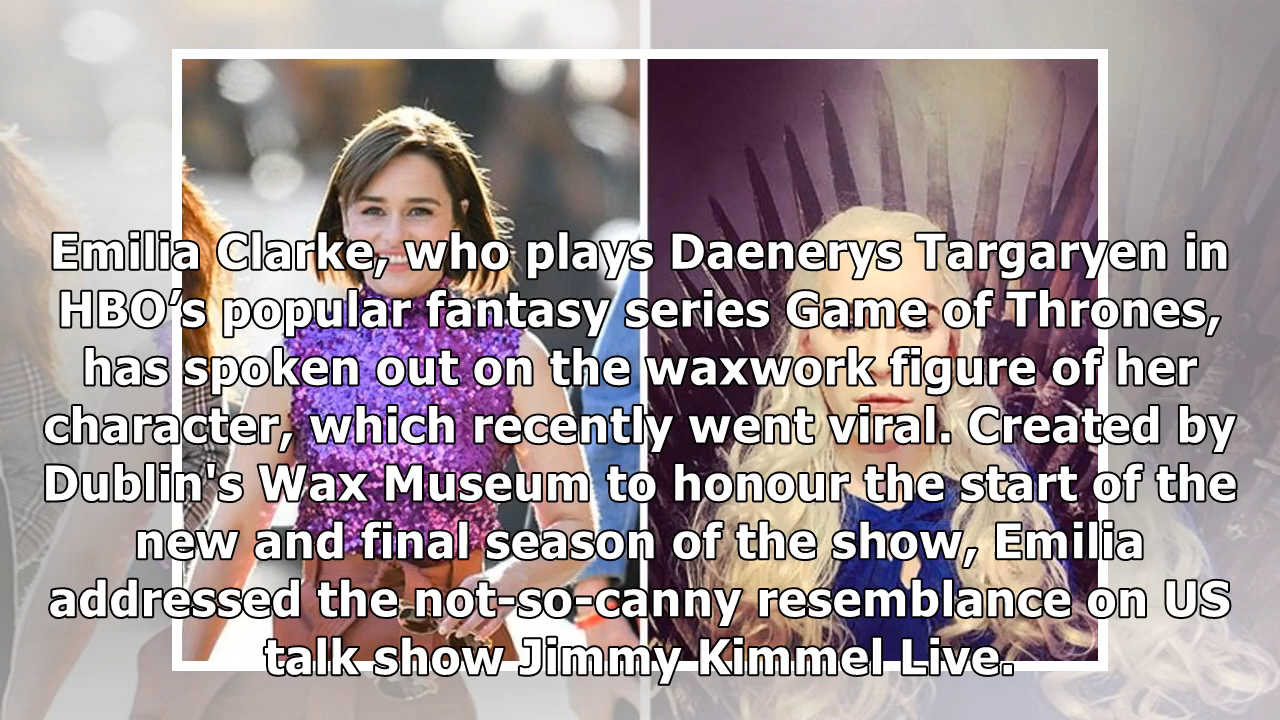 Emilia Clarke, who plays Daenerys Targaryen in
HBO’s popular fantasy series Game of Thrones,
has spoken out on the waxwork figure of her
character, which recently went viral. Created by
Dublin's Wax Museum to honour the start of the
new and final season of the show, Emilia
addressed the not-so-canny resemblance on US
talk show Jimmy Kimmel Live.